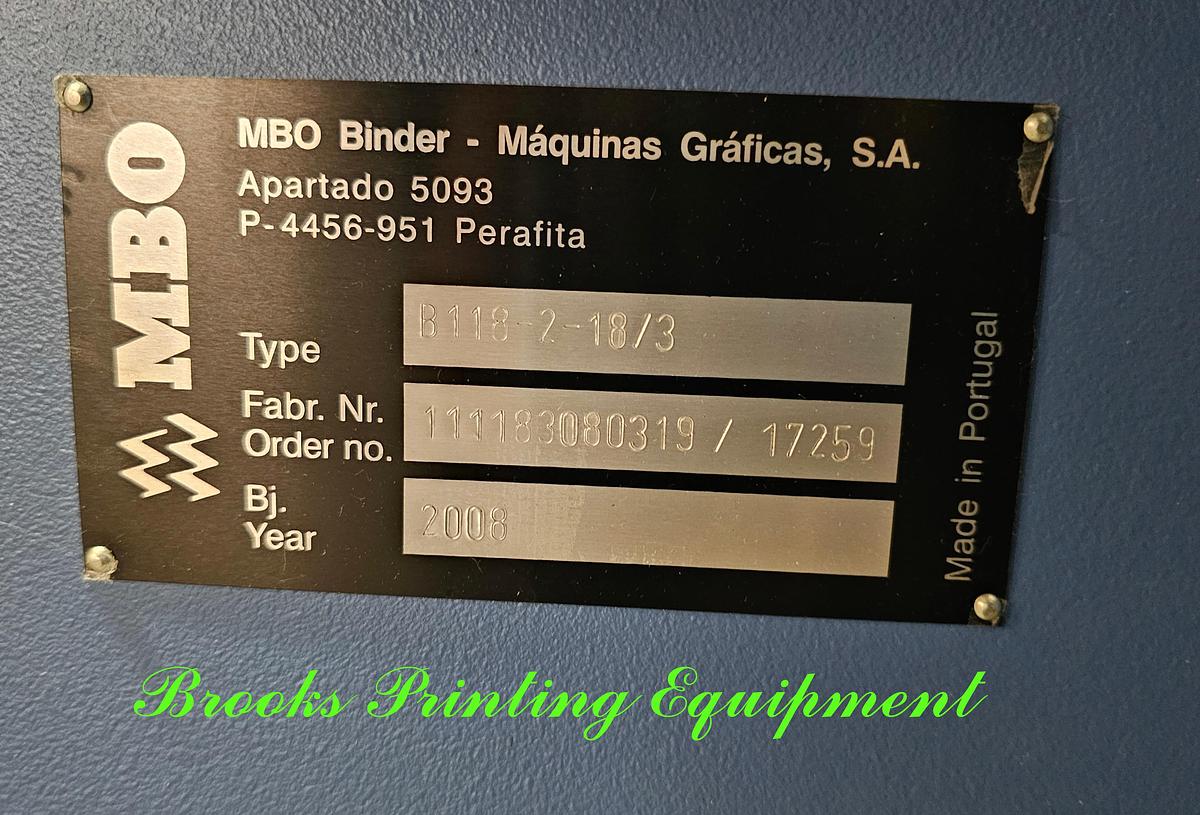 MBO
MBO Binder - Máquinas Gráficas, S.A.
Apartado 5093
P-4456-951 Perafita
Type B118-2-18/3
Fabr. Nr.
Order no. 111183080319 / 17259
Bj.
Year 2008
Made in Portugal
Brooks Printing Equipment